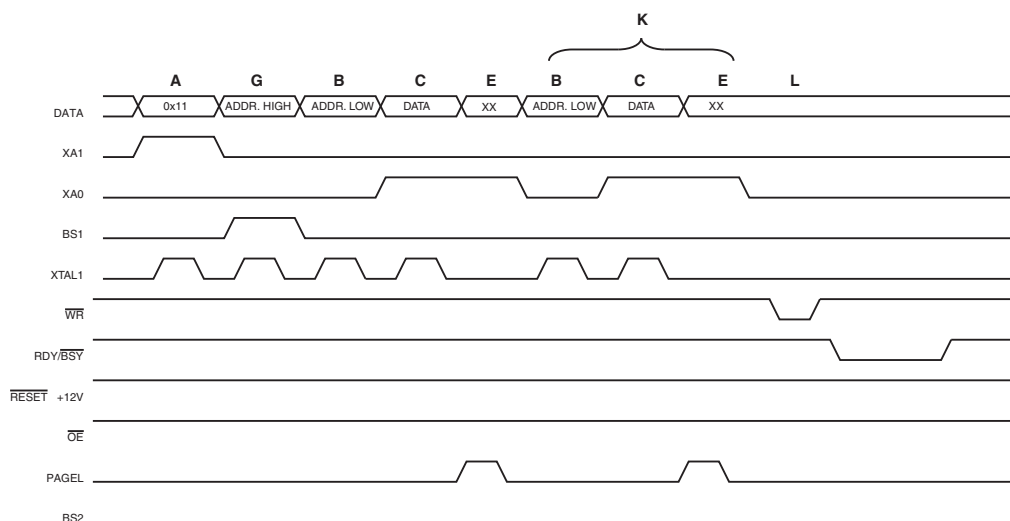 K
A G B C E B C E L
DATA 0x11 ADDR. HIGH ADDR. LOW DATA XX ADDR. LOW DATA XX
XA1
XA0
BS1
XTAL1
WR
RDY/BSY
RESET +12V
OE
PAGEL
BS2